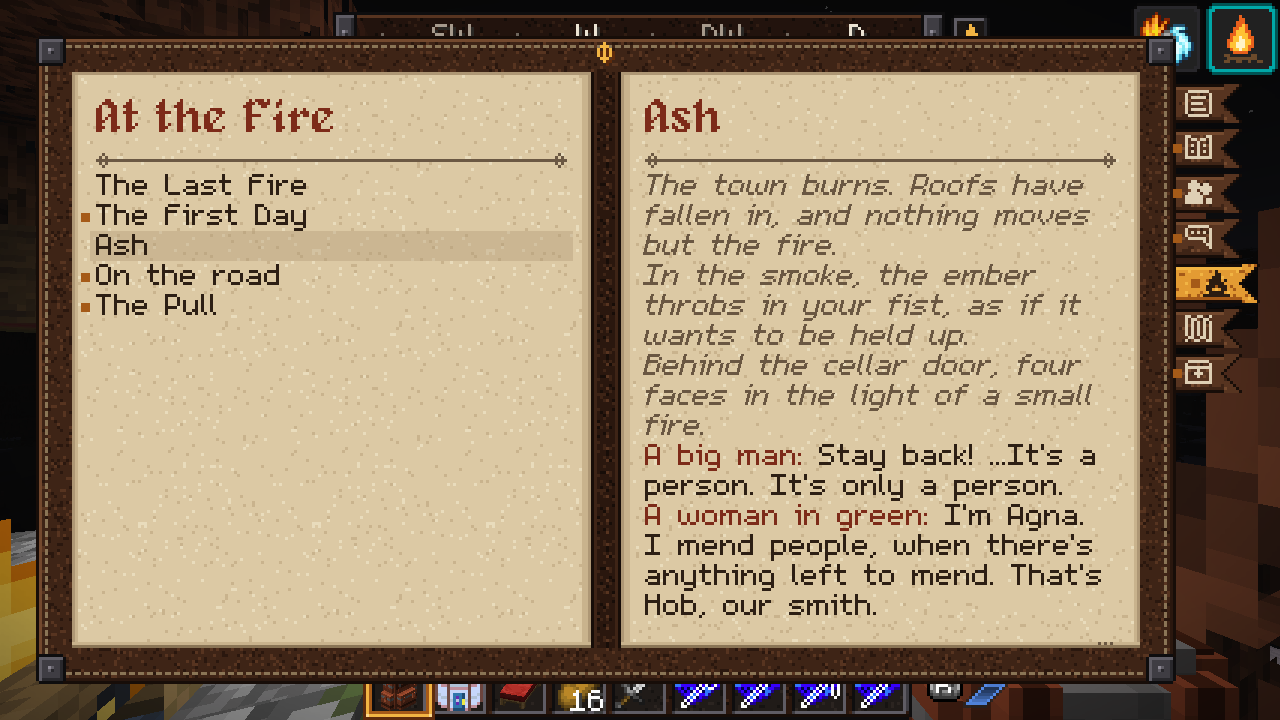 At the Fire
The Last Fire
The First Day
Ash
On the road
The Pull
Ash
The town burns. Roofs have
fallen in, and nothing moves
but the fire.
In the smoke, the ember
throbs in your fist, as if it
wants to be held up.
Behind the cellar door, four
faces in the light of a small
fire.
A big man: Stay back! ...It's a
person. It's only a person.
A woman in green: I'm Agna.
I mend people, when there's
anything left to mend. That's
Hob, our smith.
...
16